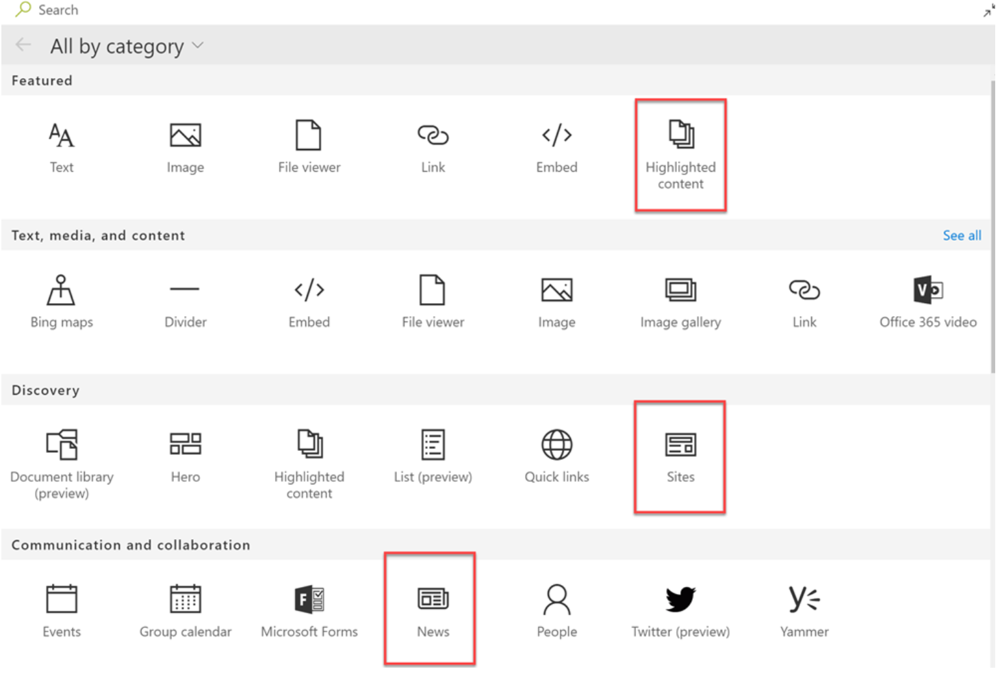 Search
All by category
Featured
Text
Image
File viewer
Link
Embed
Highlighted
content
Text, media, and content
See all
Bing maps
Divider
Embed
File viewer
Image
Image gallery
Link
Office 365 video
Discovery
Document library
(preview)
Hero
Highlighted
content
List (preview)
Quick links
Sites
Communication and collaboration
Events
Group calendar
Microsoft Forms
News
People
Twitter (preview)
Yammer